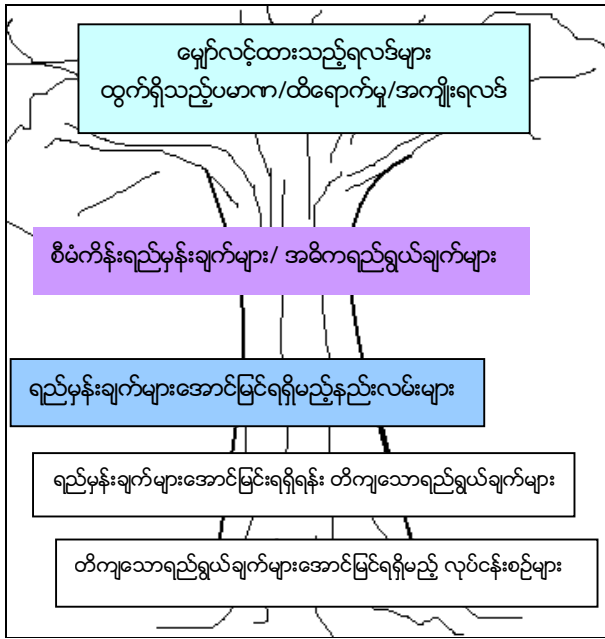 မျှော်လင့်ထားသည့်ရလဒ်များ
ထွက်ရှိသည့်ပမာဏ/ထိရောက်မှု/အကျိုးရလဒ်
စီမံကိန်းရည်မှန်းချက်များ/ အဓိကရည်ရွယ်ချက်များ
ရည်မှန်းချက်များအောင်မြင်ရရှိမည့်နည်းလမ်းများ
ရည်မှန်းချက်များအောင်မြင်းရရှိရန်း တိကျသောရည်ရွယ်ချက်များ
တိကျသောရည်ရွယ်ချက်များအောင်မြင်ရရှိမည့် လုပ်ငန်းစဉ်များ